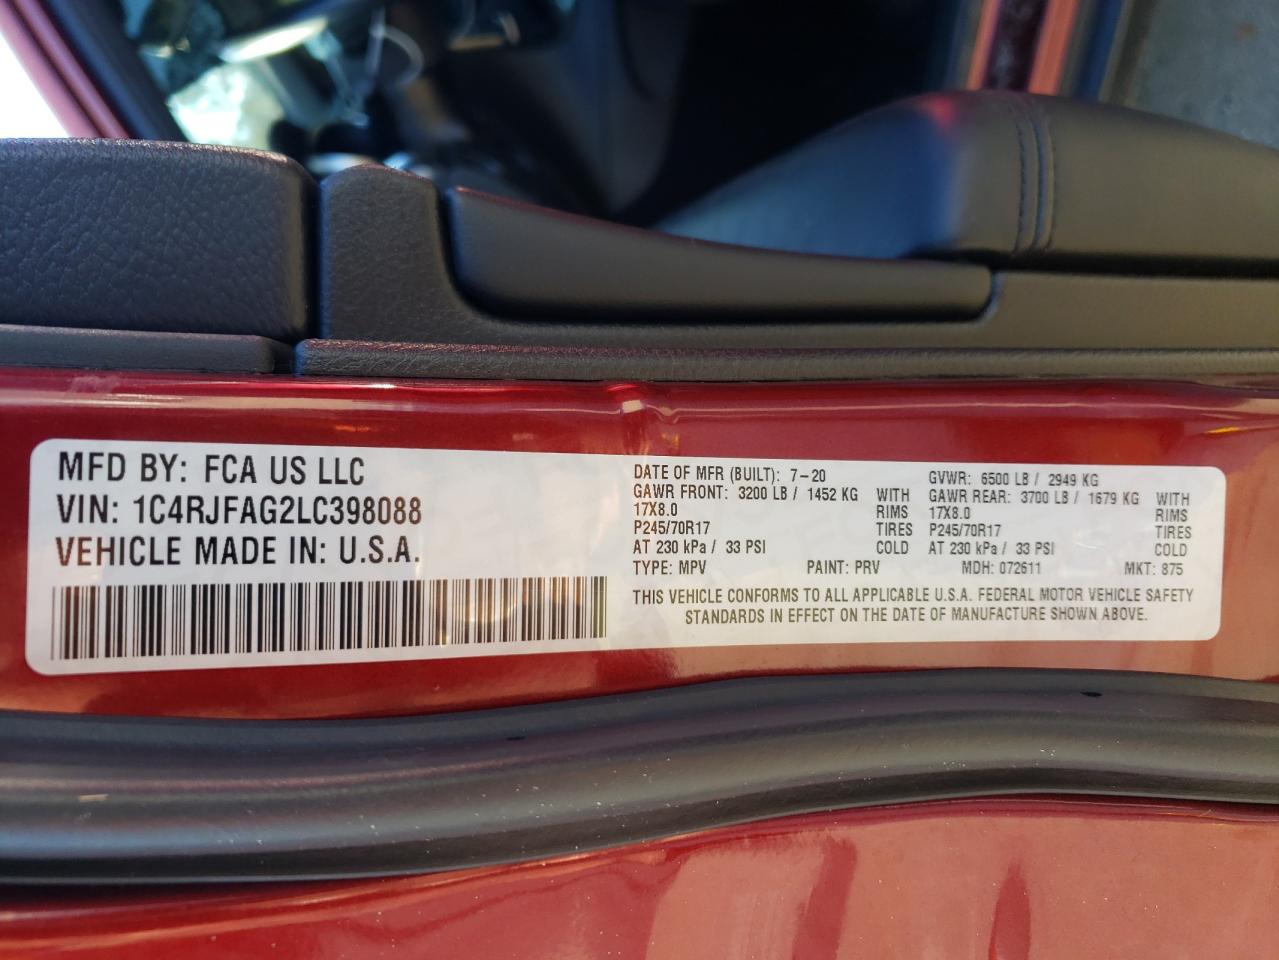 MFD BY: FCA US LLC
VIN: 1C4RJFAG2LC398088
VEHICLE MADE IN: U.S.A.
DATE OF MFR (BUILT): 7-20
GAWR FRONT: 3200 LB / 1452 KG WITH
17X8.0 RIMS
P245/70R17 TIRES
AT 230 kPa / 33 PSI COLD
GVWR: 6500 LB / 2949 KG
GAWR REAR: 3700 LB / 1679 KG WITH
17X8.0 RIMS
P245/70R17 TIRES
AT 230 kPa / 33 PSI COLD
TYPE: MPV PAINT: PRV MDH: 072611 MKT: 875
THIS VEHICLE CONFORMS TO ALL APPLICABLE U.S.A. FEDERAL MOTOR VEHICLE SAFETY
STANDARDS IN EFFECT ON THE DATE OF MANUFACTURE SHOWN ABOVE.